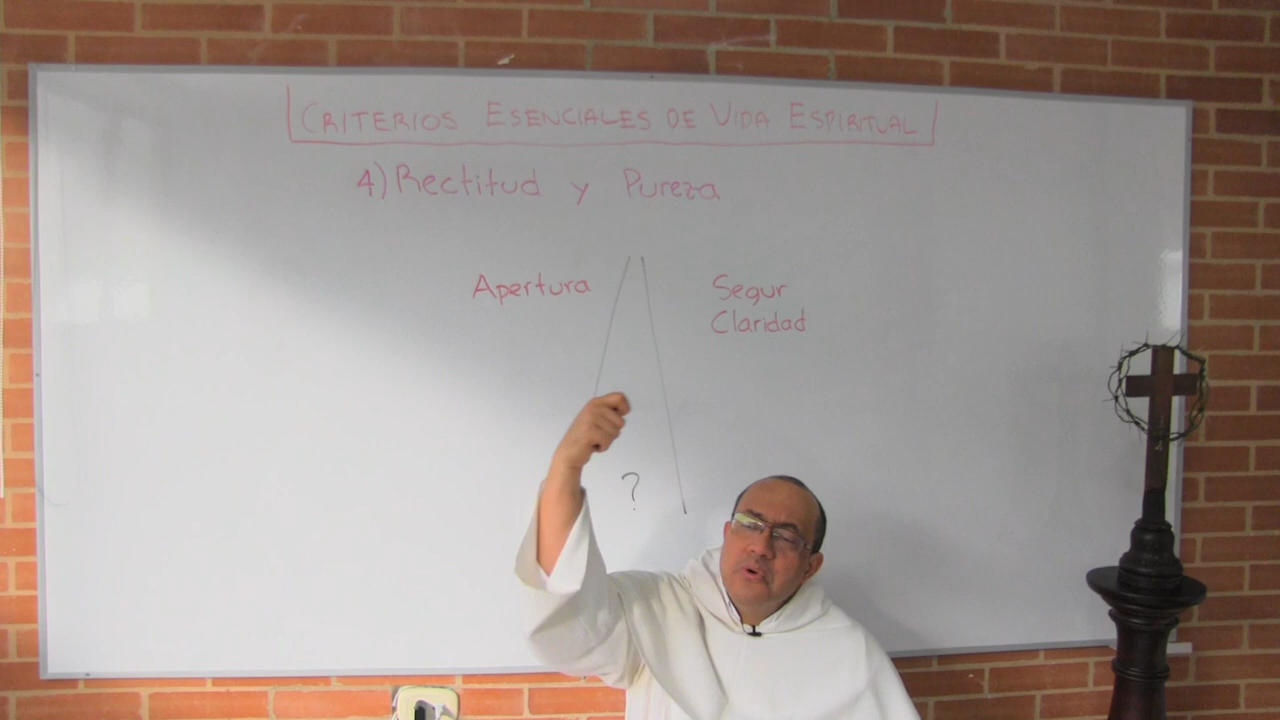 CRITERIOS ESENCIALES DE VIDA ESPIRITUAL
4) Rectitud y Pureza
Apertura
Segur
Claridad
?